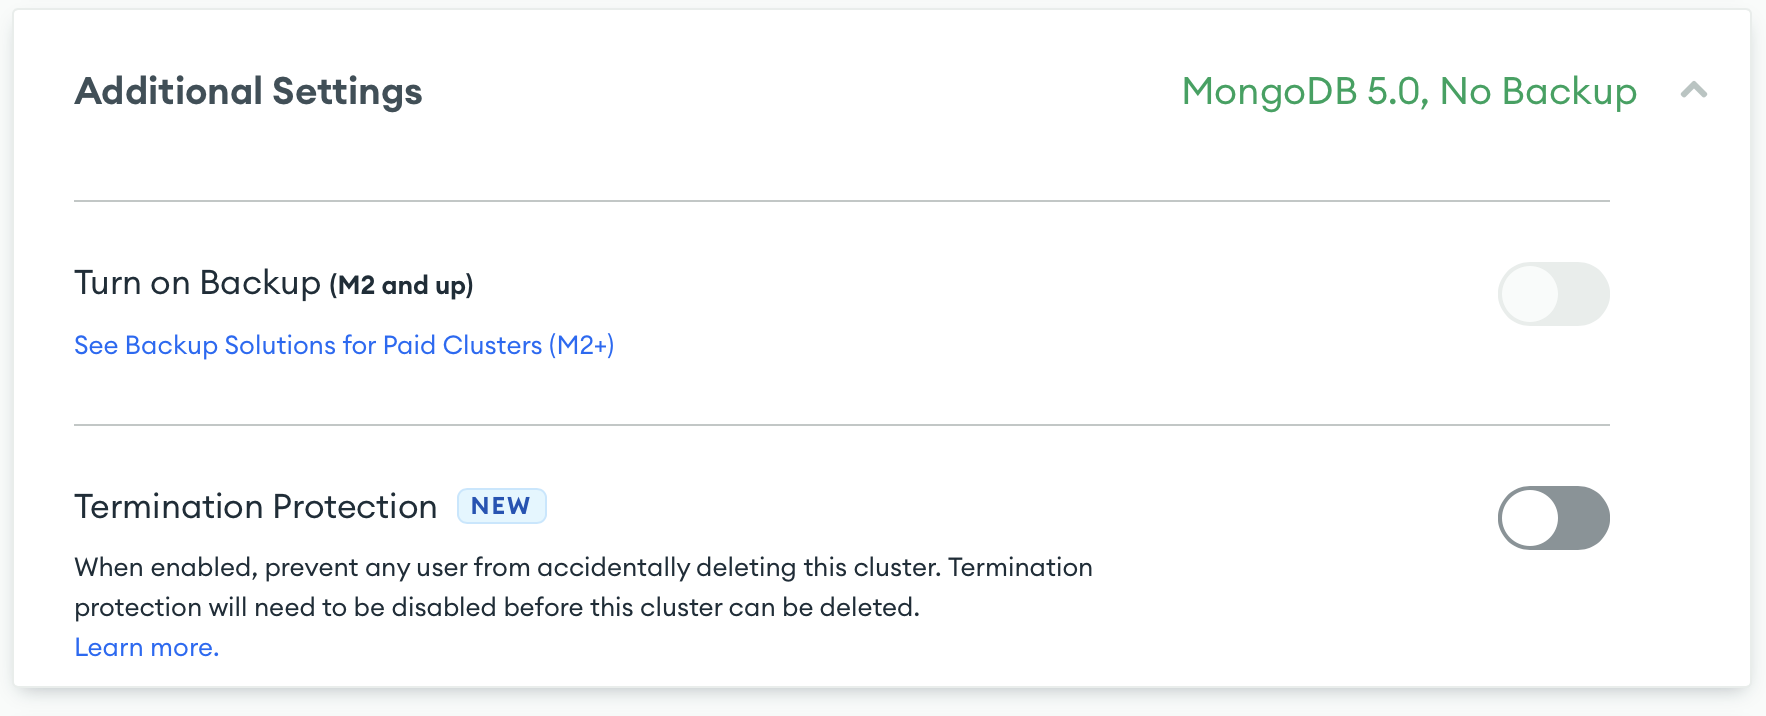 Additional Settings
MongoDB 5.0, No Backup
Turn on Backup (M2 and up)
See Backup Solutions for Paid Clusters (M2+)
Termination Protection NEW
When enabled, prevent any user from accidentally deleting this cluster. Termination
protection will need to be disabled before this cluster can be deleted.
Learn more.